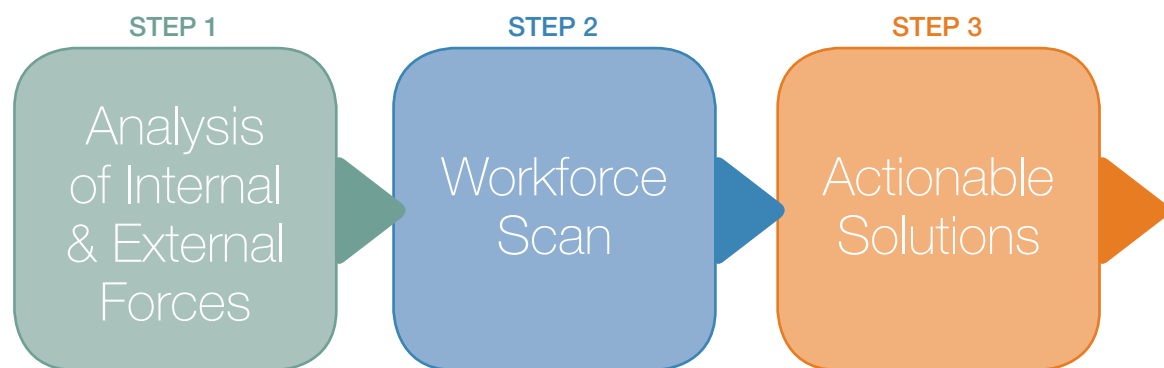 STEP 1
Analysis
of Internal
& External
Forces
STEP 2
Workforce
Scan
STEP 3
Actionable
Solutions